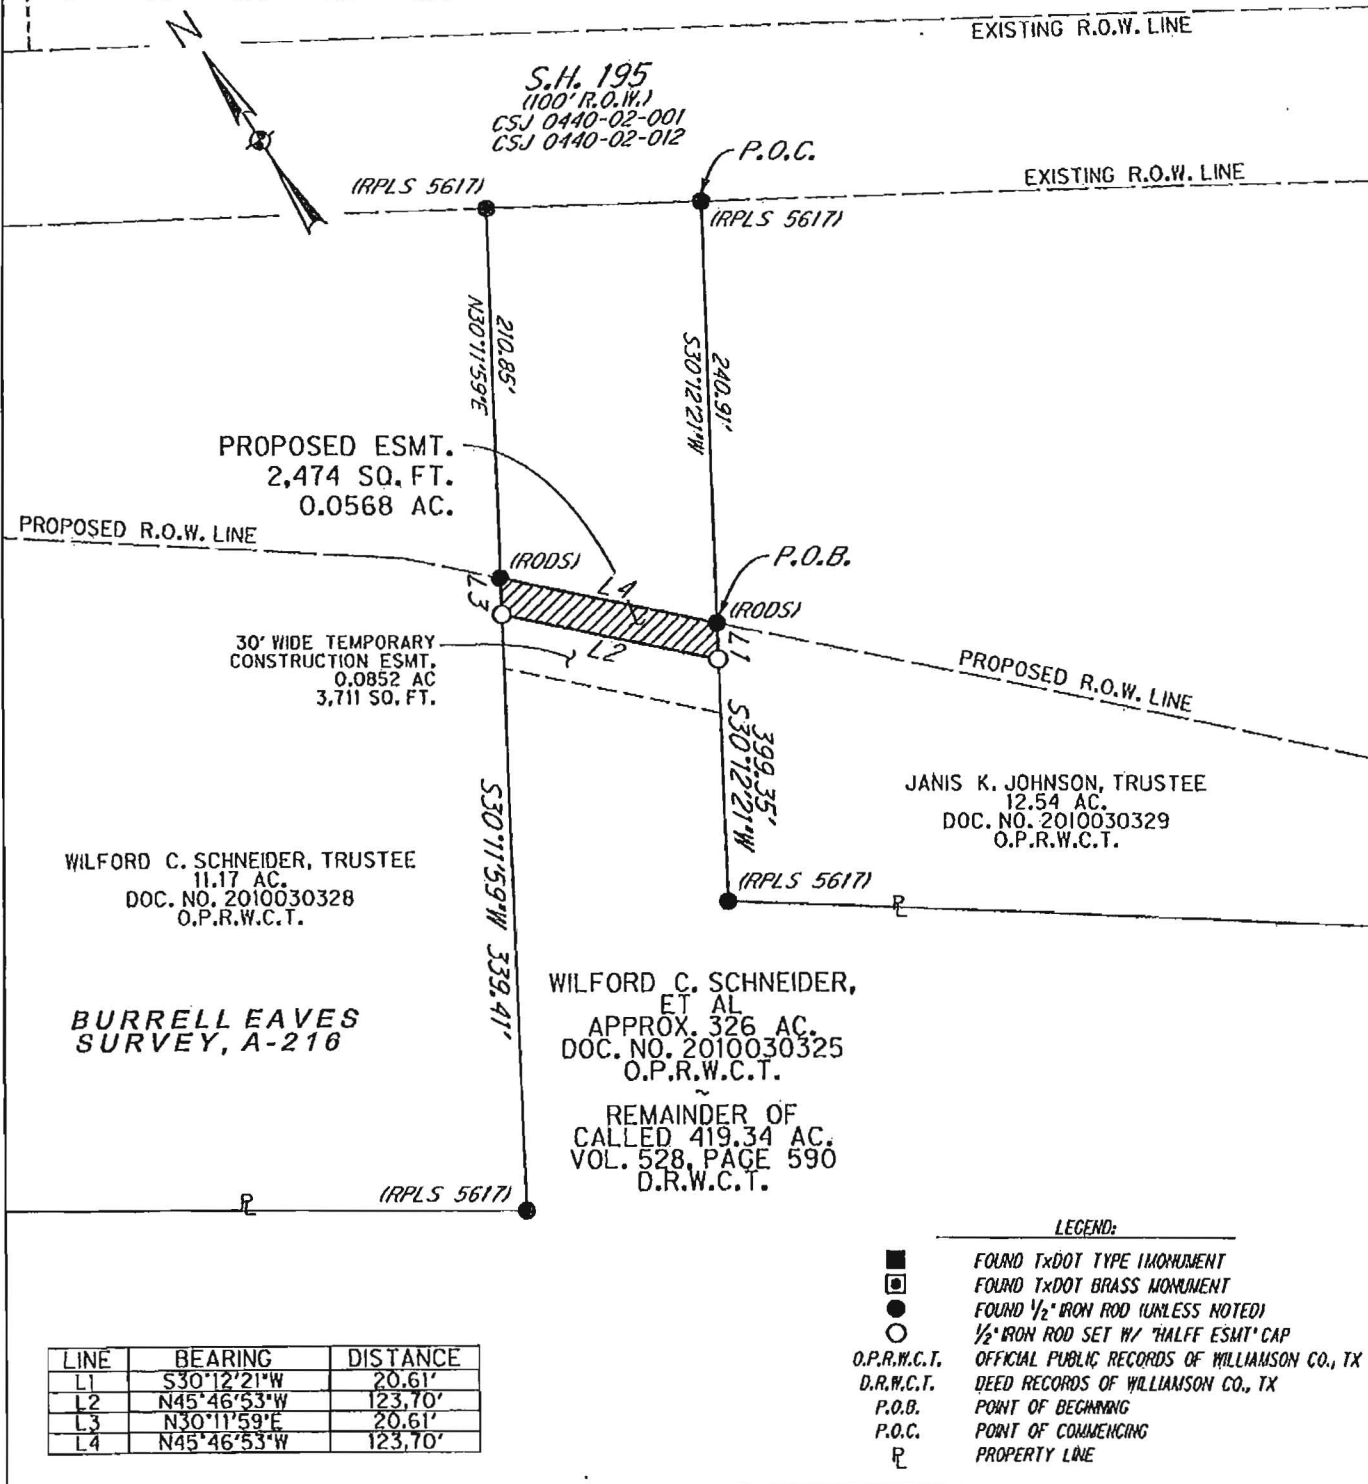 EXISTING R.O.W. LINE
N
S.H. 195
(100' R.O.W.)
CSJ 0440-02-001
CSJ 0440-02-012
P.O.C.
EXISTING R.O.W. LINE
(RPLS 5617)
(RPLS 5617)
210.85'
N30°11'59"E
240.91'
S30°12'21"W
PROPOSED ESMT.
2,474 SQ. FT.
0.0568 AC.
PROPOSED R.O.W. LINE
(RODS)
P.O.B.
L3
L4
(RODS)
L2
L1
30' WIDE TEMPORARY
CONSTRUCTION ESMT.
0.0852 AC
3,711 SQ. FT.
PROPOSED R.O.W. LINE
399.35'
S30°12'21"W
JANIS K. JOHNSON, TRUSTEE
12.54 AC.
DOC. NO. 2010030329
O.P.R.W.C.T.
S30°11'59"W 339.41'
WILFORD C. SCHNEIDER, TRUSTEE
11.17 AC.
DOC. NO. 2010030328
O.P.R.W.C.T.
(RPLS 5617)
PL
WILFORD C. SCHNEIDER,
ET AL
APPROX. 326 AC.
DOC. NO. 2010030325
O.P.R.W.C.T.
~
REMAINDER OF
CALLED 419.34 AC.
VOL. 528, PAGE 590
D.R.W.C.T.
BURRELL EAVES
SURVEY, A-216
PL
(RPLS 5617)
LEGEND:
FOUND TxDOT TYPE I MONUMENT
FOUND TxDOT BRASS MONUMENT
FOUND 1/2" IRON ROD (UNLESS NOTED)
1/2" IRON ROD SET W/ "HALFF ESMT" CAP
O.P.R.W.C.T. OFFICIAL PUBLIC RECORDS OF WILLIAMSON CO., TX
D.R.W.C.T. DEED RECORDS OF WILLIAMSON CO., TX
P.O.B. POINT OF BEGINNING
P.O.C. POINT OF COMMENCING
PL PROPERTY LINE
LINE BEARING DISTANCE
L1 S30°12'21"W 20.61'
L2 N45°46'53"W 123.70'
L3 N30°11'59"E 20.61'
L4 N45°46'53"W 123.70'